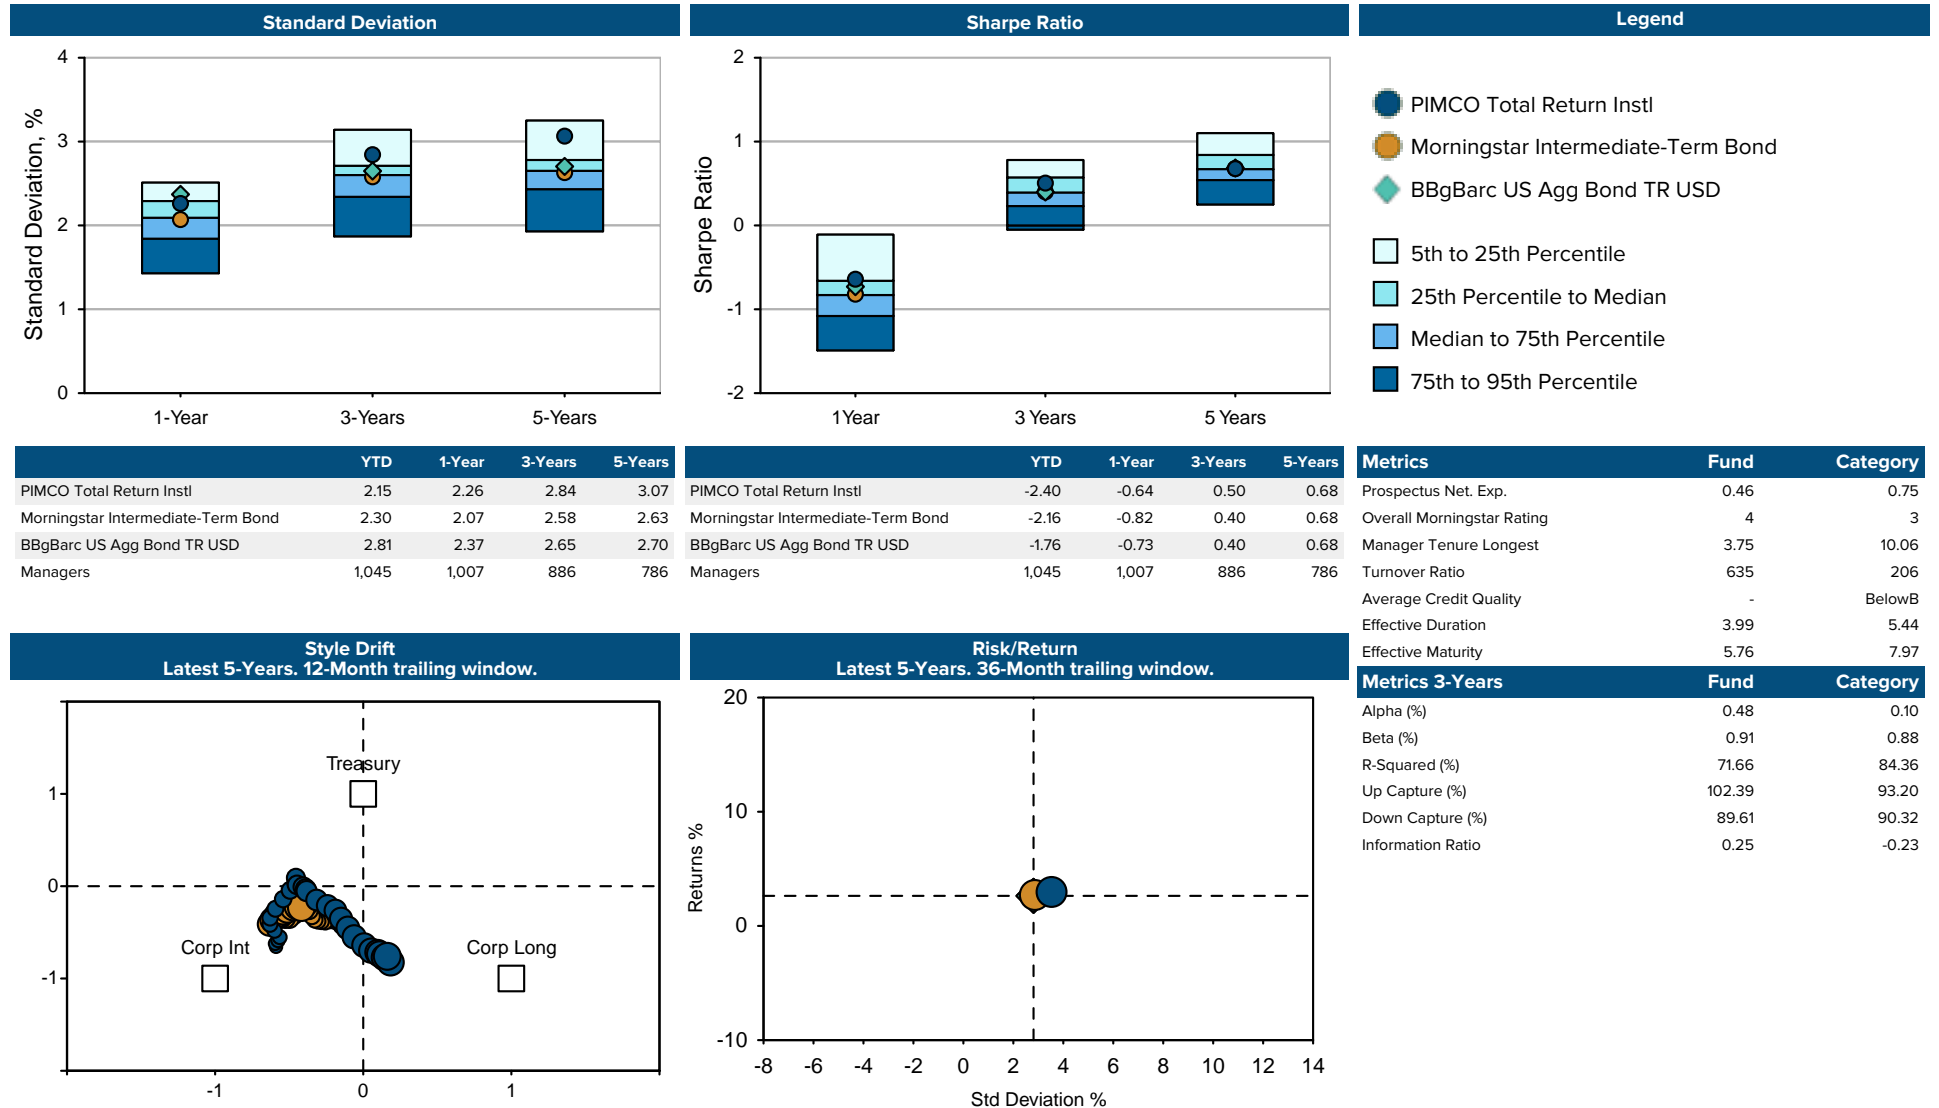 Standard Deviation
4
3
2
1
0
Standard Deviation, %
1-Year 3-Years 5-Years
Sharpe Ratio
2
1
0
-1
-2
Sharpe Ratio
1Year 3 Years 5 Years
Legend
PIMCO Total Return Instl
Morningstar Intermediate-Term Bond
BBgBarc US Agg Bond TR USD
5th to 25th Percentile
25th Percentile to Median
Median to 75th Percentile
75th to 95th Percentile
YTD 1-Year 3-Years 5-Years
PIMCO Total Return Instl 2.15 2.26 2.84 3.07
Morningstar Intermediate-Term Bond 2.30 2.07 2.58 2.63
BBgBarc US Agg Bond TR USD 2.81 2.37 2.65 2.70
Managers 1,045 1,007 886 786
YTD 1-Year 3-Years 5-Years
PIMCO Total Return Instl -2.40 -0.64 0.50 0.68
Morningstar Intermediate-Term Bond -2.16 -0.82 0.40 0.68
BBgBarc US Agg Bond TR USD -1.76 -0.73 0.40 0.68
Managers 1,045 1,007 886 786
Metrics Fund Category
Prospectus Net. Exp. 0.46 0.75
Overall Morningstar Rating 4 3
Manager Tenure Longest 3.75 10.06
Turnover Ratio 635 206
Average Credit Quality - BelowB
Effective Duration 3.99 5.44
Effective Maturity 5.76 7.97
Metrics 3-Years Fund Category
Alpha (%) 0.48 0.10
Beta (%) 0.91 0.88
R-Squared (%) 71.66 84.36
Up Capture (%) 102.39 93.20
Down Capture (%) 89.61 90.32
Information Ratio 0.25 -0.23
Style Drift
Latest 5-Years. 12-Month trailing window.
Treasury
1
0
Corp Int Corp Long
-1
-1 0 1
Risk/Return
Latest 5-Years. 36-Month trailing window.
20
10
0
-10
Returns %
-8 -6 -4 -2 0 2 4 6 8 10 12 14
Std Deviation %